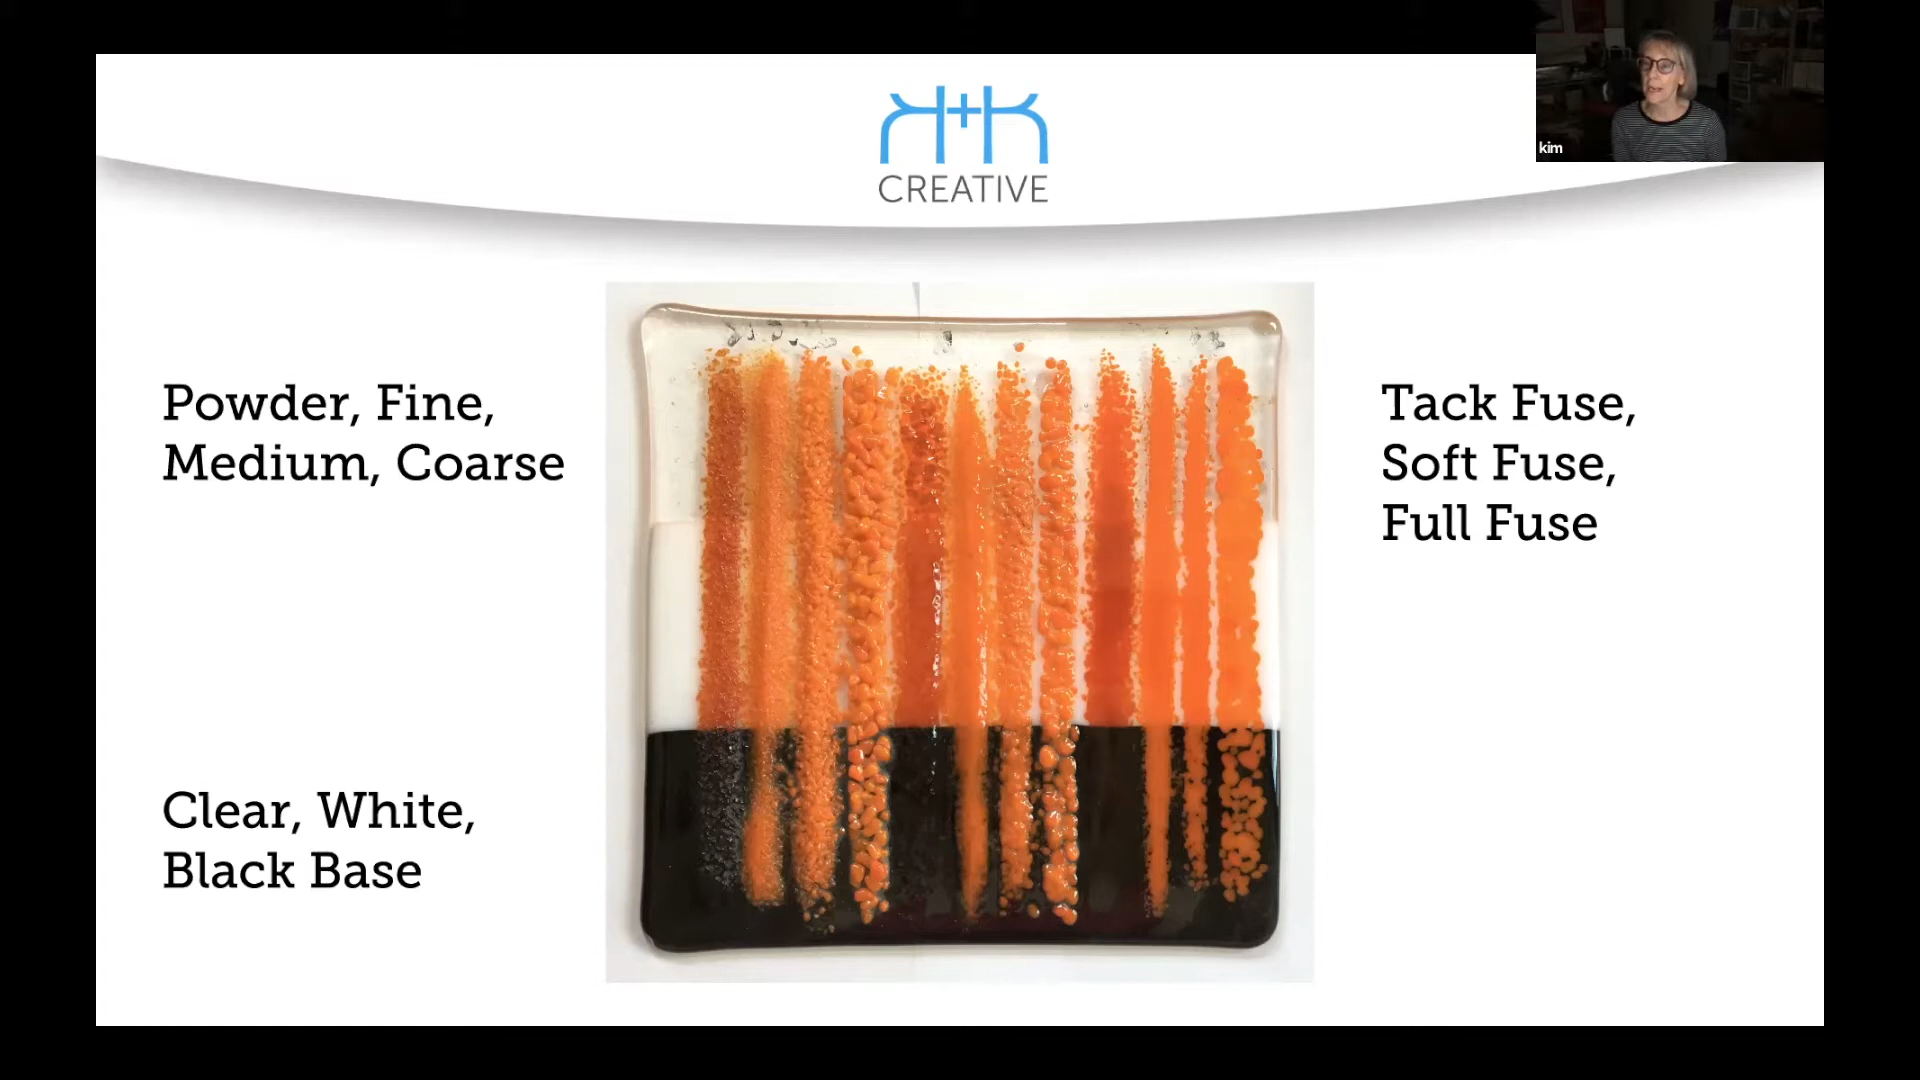 K+K
CREATIVE
kim
Powder, Fine,
Medium, Coarse
Tack Fuse,
Soft Fuse,
Full Fuse
Clear, White,
Black Base